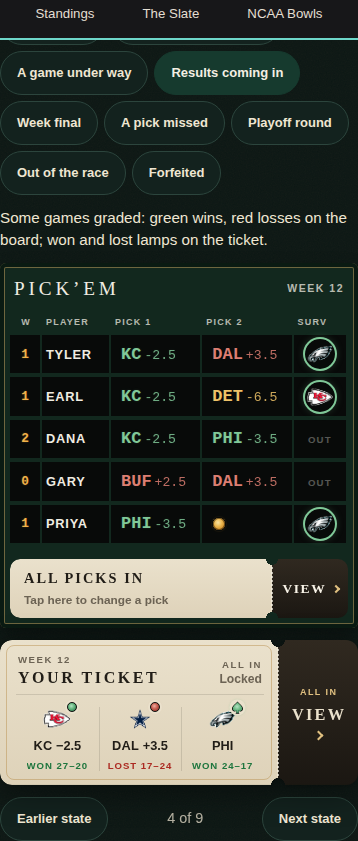 Standings The Slate NCAA Bowls
A game under way Results coming in
Week final A pick missed Playoff round
Out of the race Forfeited
Some games graded: green wins, red losses on the
board; won and lost lamps on the ticket.
PICK’EM WEEK 12
W PLAYER PICK 1 PICK 2 SURV
1 TYLER KC -2.5 DAL +3.5
1 EARL KC -2.5 DET -6.5
2 DANA KC -2.5 PHI -3.5 OUT
0 GARY BUF +2.5 DAL +3.5 OUT
1 PRIYA PHI -3.5
ALL PICKS IN
Tap here to change a pick
VIEW
WEEK 12
YOUR TICKET
ALL IN
Locked
KC −2.5 DAL +3.5 PHI
WON 27–20 LOST 17–24 WON 24–17
ALL IN
VIEW
Earlier state 4 of 9 Next state